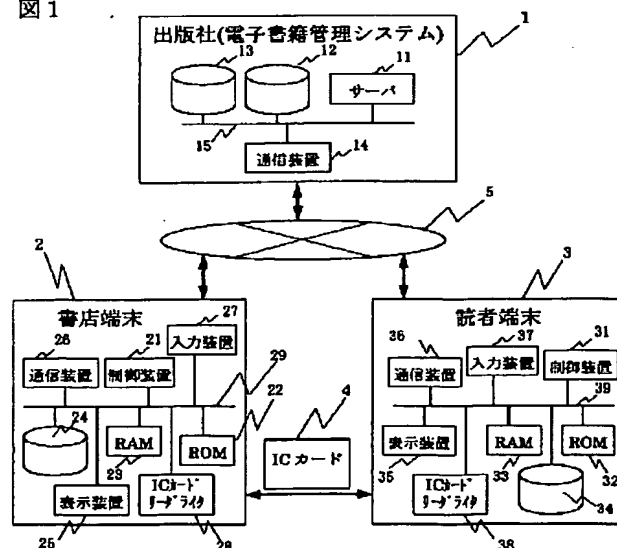 図1
出版社(電子書籍管理システム)
1
13
12
11
サーバ
15
通信装置
14
5
2
3
書店端末
27
入力装置
26
21
通信装置
制御装置
29
22
24
RAM
23
ROM
表示装置
25
ICカード
リーダライタ
28
4
ICカード
読者端末
36
37
31
通信装置
入力装置
制御装置
39
表示装置
35
RAM
33
ROM
32
ICカード
リーダライタ
38
34